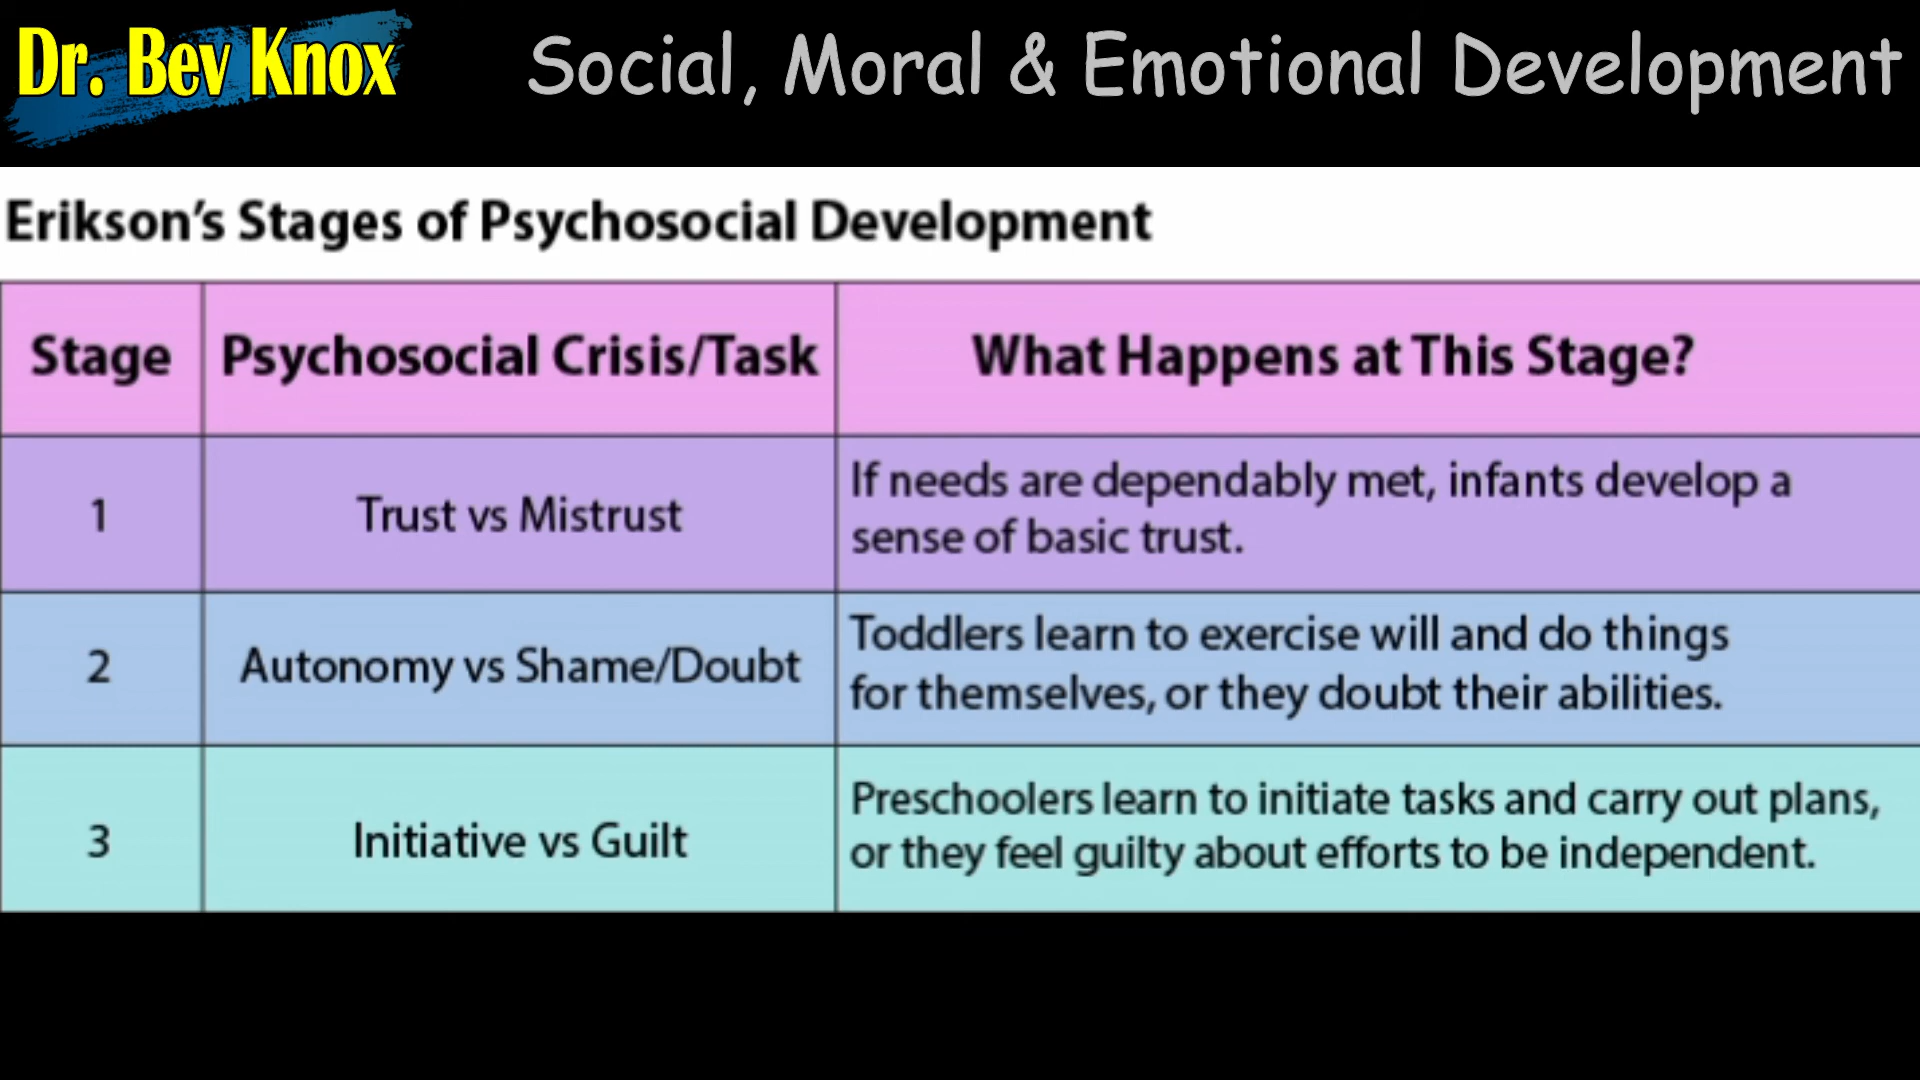 Dr. Bev Knox
Social, Moral & Emotional Development
Erikson's Stages of Psychosocial Development
Stage
Psychosocial Crisis/Task
What Happens at This Stage?
1
Trust vs Mistrust
If needs are dependably met, infants develop a
sense of basic trust.
2
Autonomy vs Shame/Doubt
Toddlers learn to exercise will and do things
for themselves, or they doubt their abilities.
3
Initiative vs Guilt
Preschoolers learn to initiate tasks and carry out plans,
or they feel guilty about efforts to be independent.